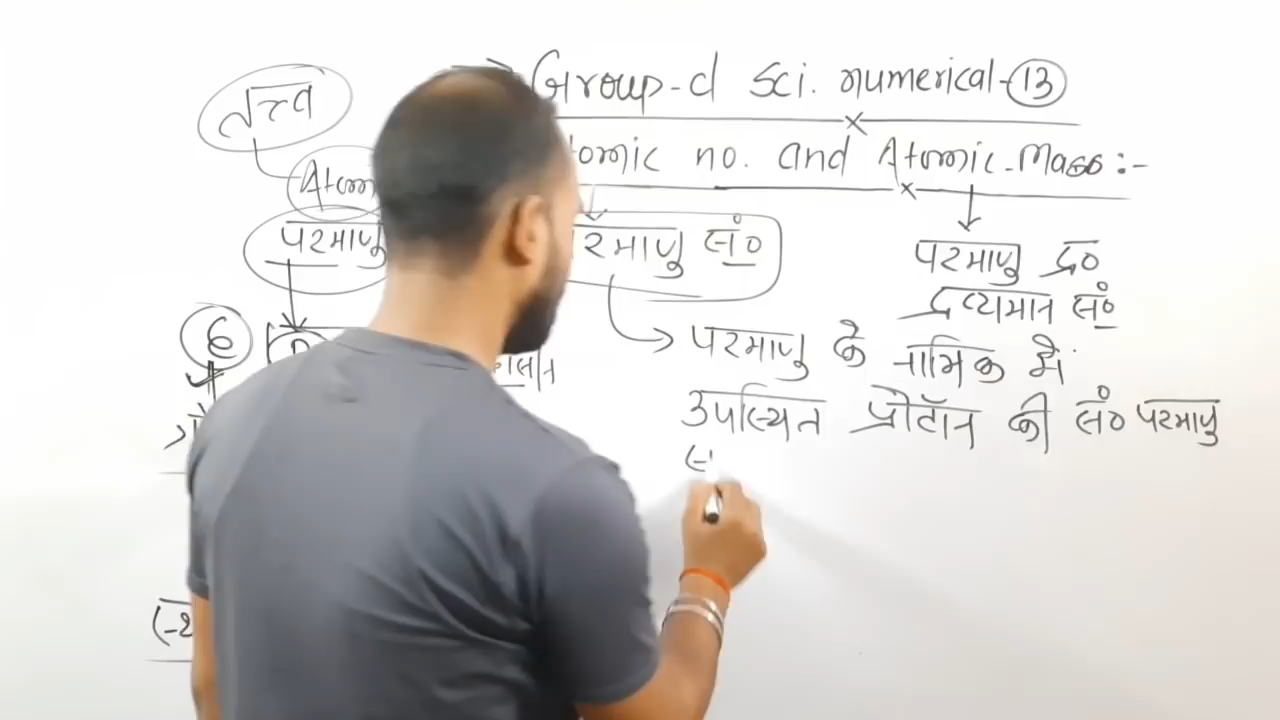 Group-d Sci. numerical-13
तत्व
tomic no. and Atomic Mass:-
Atom
परमाणु
परमाणु सं०
परमाणु द्र०
द्रव्यमान सं०
परमाणु के नाभिक में
उपस्थित प्रोटॉन की सं० परमाणु